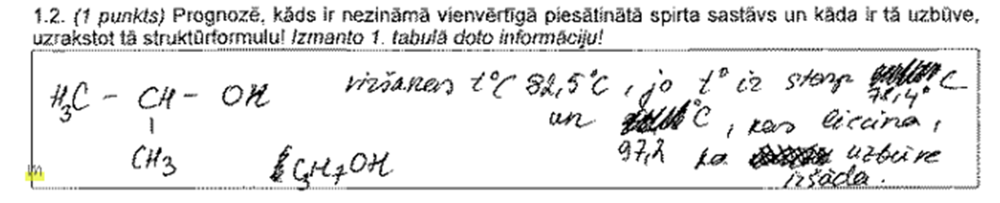 1.2. (1 punkts) Prognozē, kāds ir nezināmā vienvērtīgā piesātinātā spirta sastāvs un kāda ir tā uzbūve,
uzrakstot tā struktūrformulu! Izmanto 1. tabulā doto informāciju!
H₃C – CH – OH
|
CH₃
C₃H₇OH
viršanas t°C 82,5°C, jo t° ir starp
78,4° C
un °C, kas liecina,
97,2 ka uzbūve
izšāda.